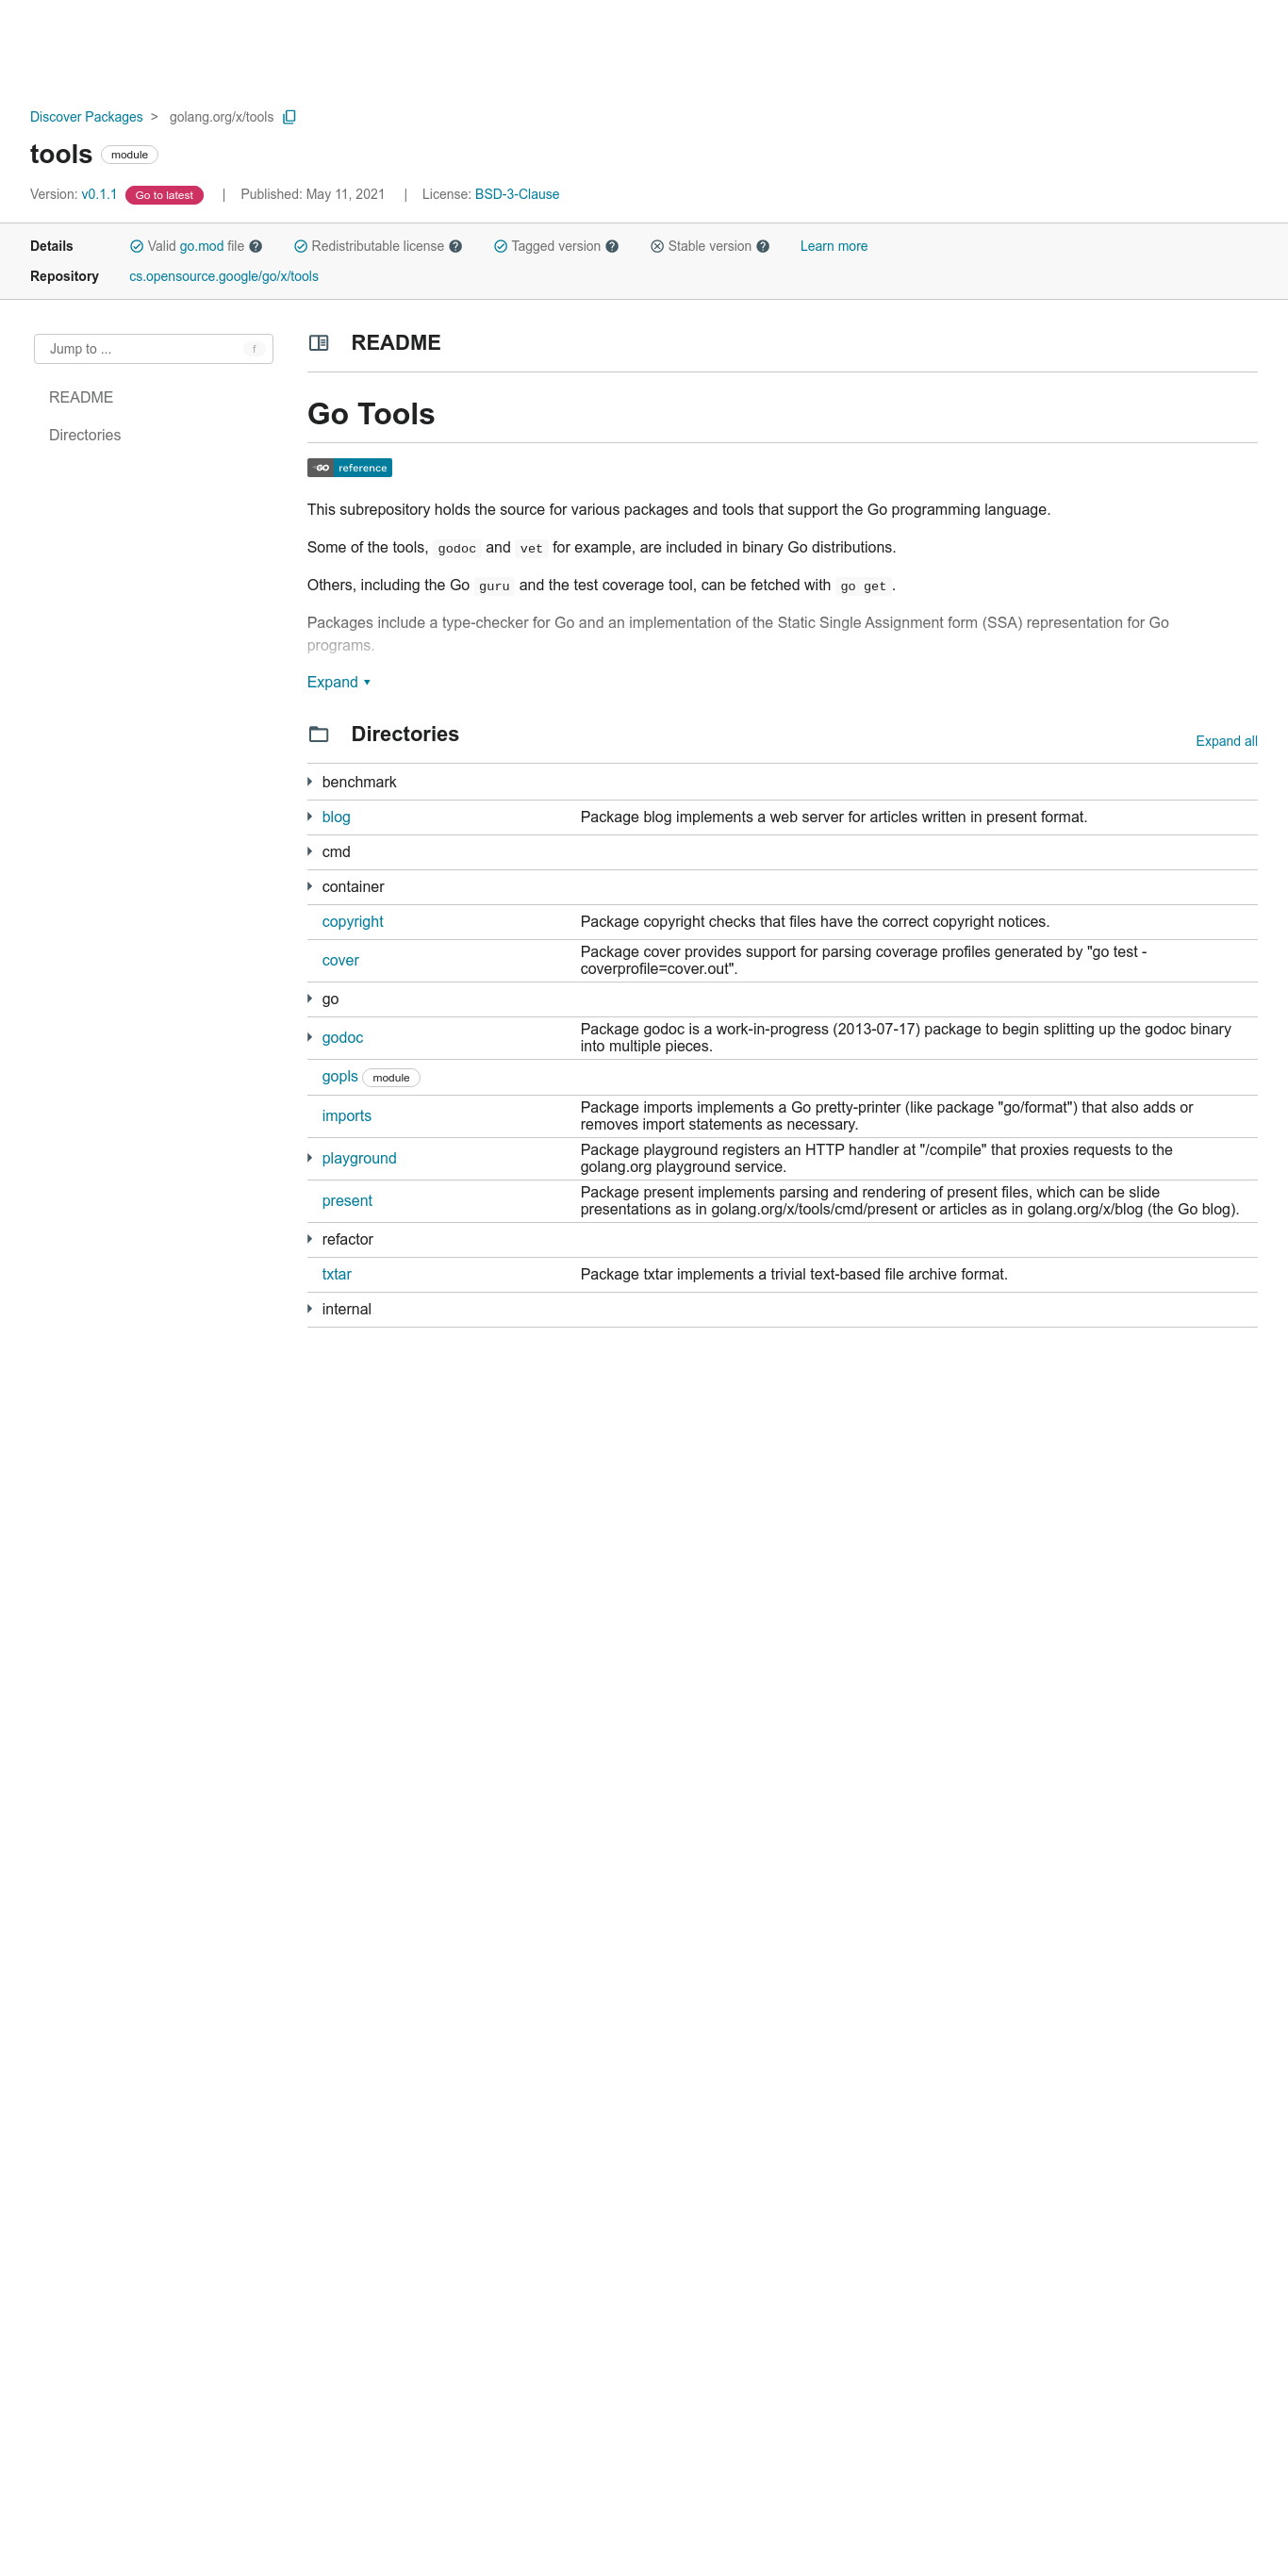 Discover Packages > golang.org/x/tools
tools module
Version: v0.1.1 Go to latest | Published: May 11, 2021 | License: BSD-3-Clause
Details Valid go.mod file Redistributable license Tagged version Stable version Learn more
Repository cs.opensource.google/go/x/tools
Jump to ... f
README
Directories
README
Go Tools
GO reference
This subrepository holds the source for various packages and tools that support the Go programming language.
Some of the tools, godoc and vet for example, are included in binary Go distributions.
Others, including the Go guru and the test coverage tool, can be fetched with go get.
Packages include a type-checker for Go and an implementation of the Static Single Assignment form (SSA) representation for Go
programs.
Expand ▾
Directories
Expand all
benchmark
blog Package blog implements a web server for articles written in present format.
cmd
container
copyright Package copyright checks that files have the correct copyright notices.
cover Package cover provides support for parsing coverage profiles generated by "go test -
coverprofile=cover.out".
go
godoc Package godoc is a work-in-progress (2013-07-17) package to begin splitting up the godoc binary
into multiple pieces.
gopls module
imports Package imports implements a Go pretty-printer (like package "go/format") that also adds or
removes import statements as necessary.
playground Package playground registers an HTTP handler at "/compile" that proxies requests to the
golang.org playground service.
present Package present implements parsing and rendering of present files, which can be slide
presentations as in golang.org/x/tools/cmd/present or articles as in golang.org/x/blog (the Go blog).
refactor
txtar Package txtar implements a trivial text-based file archive format.
internal